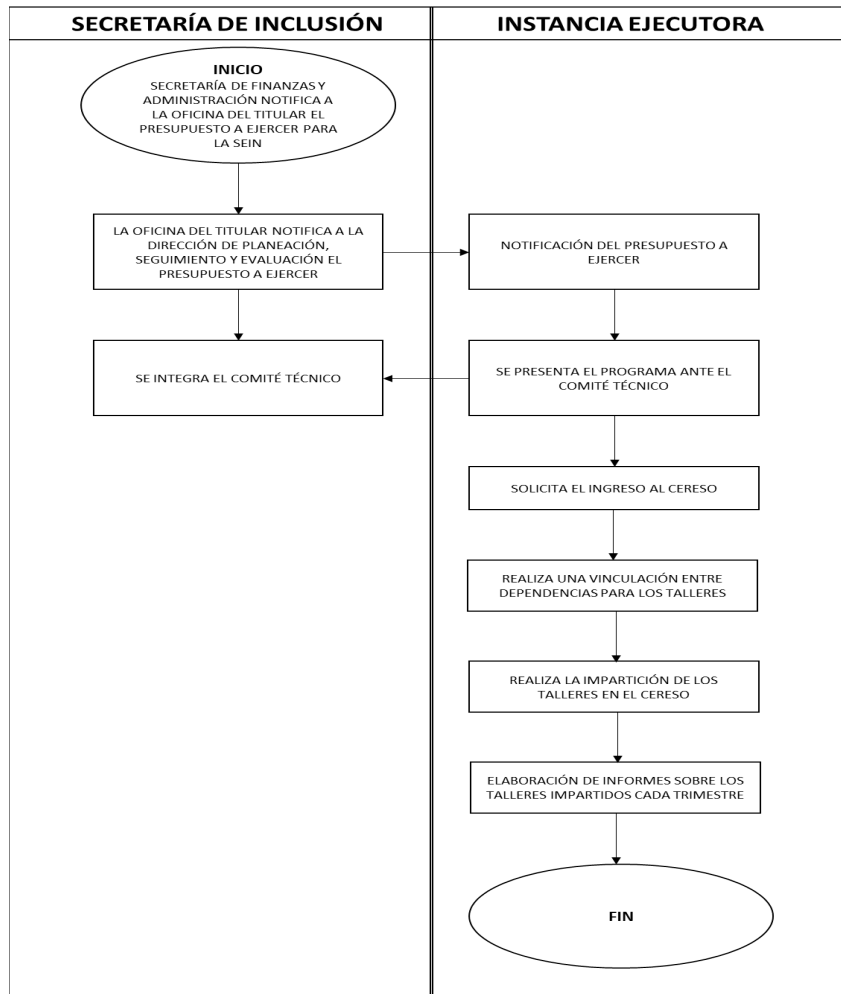 SECRETARÍA DE INCLUSIÓN
INSTANCIA EJECUTORA
INICIO
SECRETARÍA DE FINANZAS Y
ADMINISTRACIÓN NOTIFICA A
LA OFICINA DEL TITULAR EL
PRESUPUESTO A EJERCER PARA
LA SEIN
LA OFICINA DEL TITULAR NOTIFICA A LA
DIRECCIÓN DE PLANEACIÓN,
SEGUIMIENTO Y EVALUACIÓN EL
PRESUPUESTO A EJERCER
NOTIFICACIÓN DEL PRESUPUESTO A
EJERCER
SE INTEGRA EL COMITÉ TÉCNICO
SE PRESENTA EL PROGRAMA ANTE EL
COMITÉ TÉCNICO
SOLICITA EL INGRESO AL CERESO
REALIZA UNA VINCULACIÓN ENTRE
DEPENDENCIAS PARA LOS TALLERES
REALIZA LA IMPARTICIÓN DE LOS
TALLERES EN EL CERESO
ELABORACIÓN DE INFORMES SOBRE LOS
TALLERES IMPARTIDOS CADA TRIMESTRE
FIN